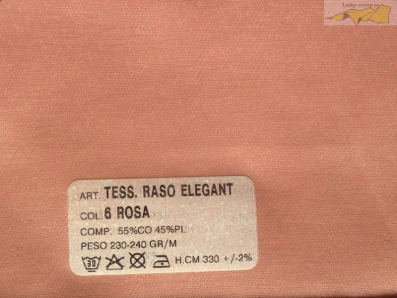 ART. TESS. RASO ELEGANT
COL. 6 ROSA
COMP. 55%CO 45%PL
PESO 230-240 GR/M
30 H.CM 330 +/-2%